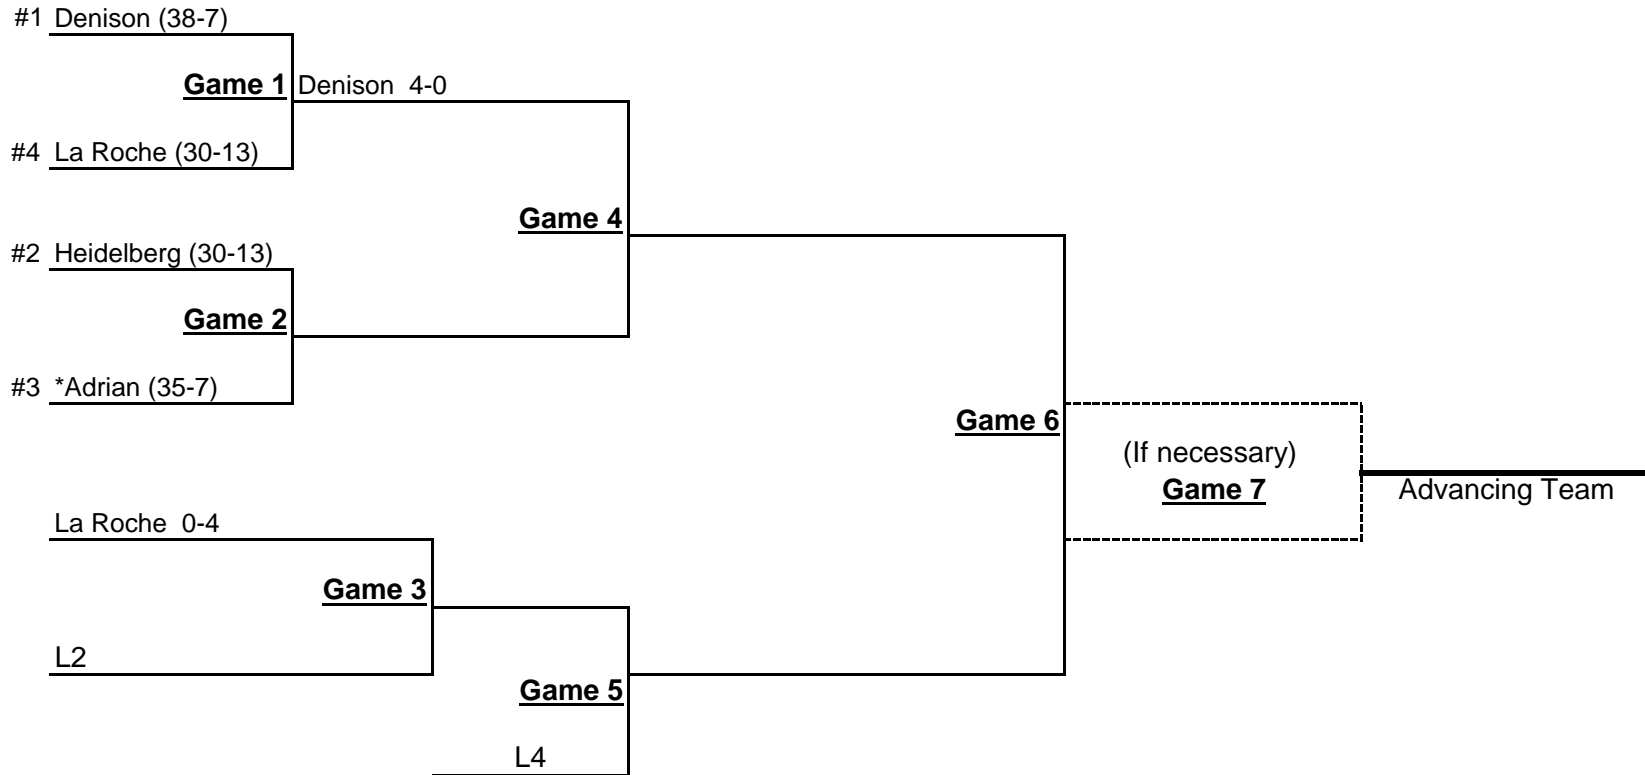 #1 Denison (38-7)
Game 1 Denison 4-0
#4 La Roche (30-13)
Game 4
#2 Heidelberg (30-13)
Game 2
#3 *Adrian (35-7)
Game 6
(If necessary)
Game 7
Advancing Team
La Roche 0-4
Game 3
L2
Game 5
L4